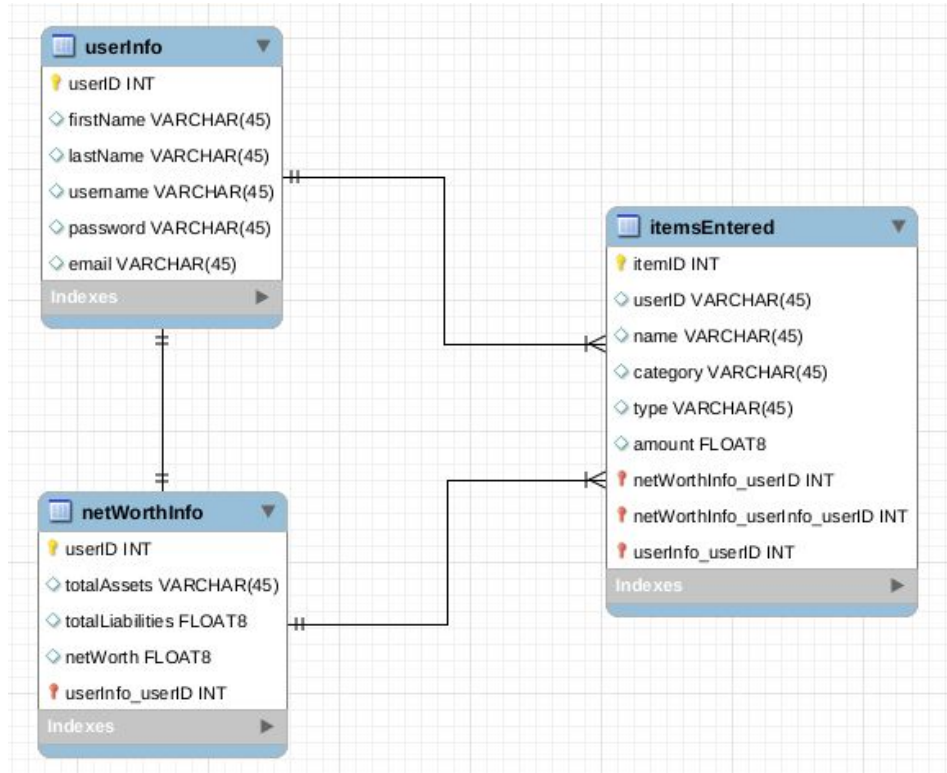 userInfo
userID INT
firstName VARCHAR(45)
lastName VARCHAR(45)
username VARCHAR(45)
password VARCHAR(45)
email VARCHAR(45)
Indexes
itemsEntered
itemID INT
userID VARCHAR(45)
name VARCHAR(45)
category VARCHAR(45)
type VARCHAR(45)
amount FLOAT8
netWorthInfo_userID INT
netWorthInfo_userInfo_userID INT
userInfo_userID INT
Indexes
netWorthInfo
userID INT
totalAssets VARCHAR(45)
totalLiabilities FLOAT8
netWorth FLOAT8
userInfo_userID INT
Indexes